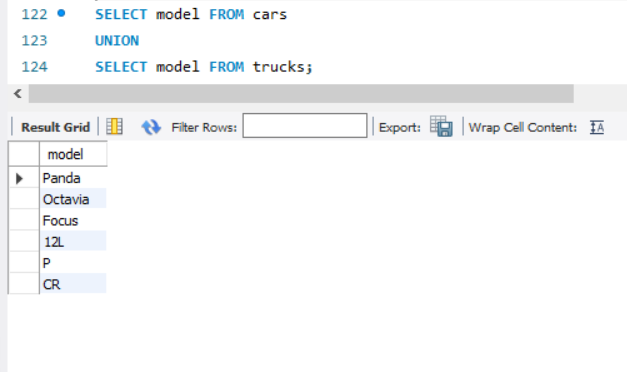 122 SELECT model FROM cars
123 UNION
124 SELECT model FROM trucks;
Result Grid Filter Rows: Export: Wrap Cell Content: IA
model
Panda
Octavia
Focus
12L
P
CR